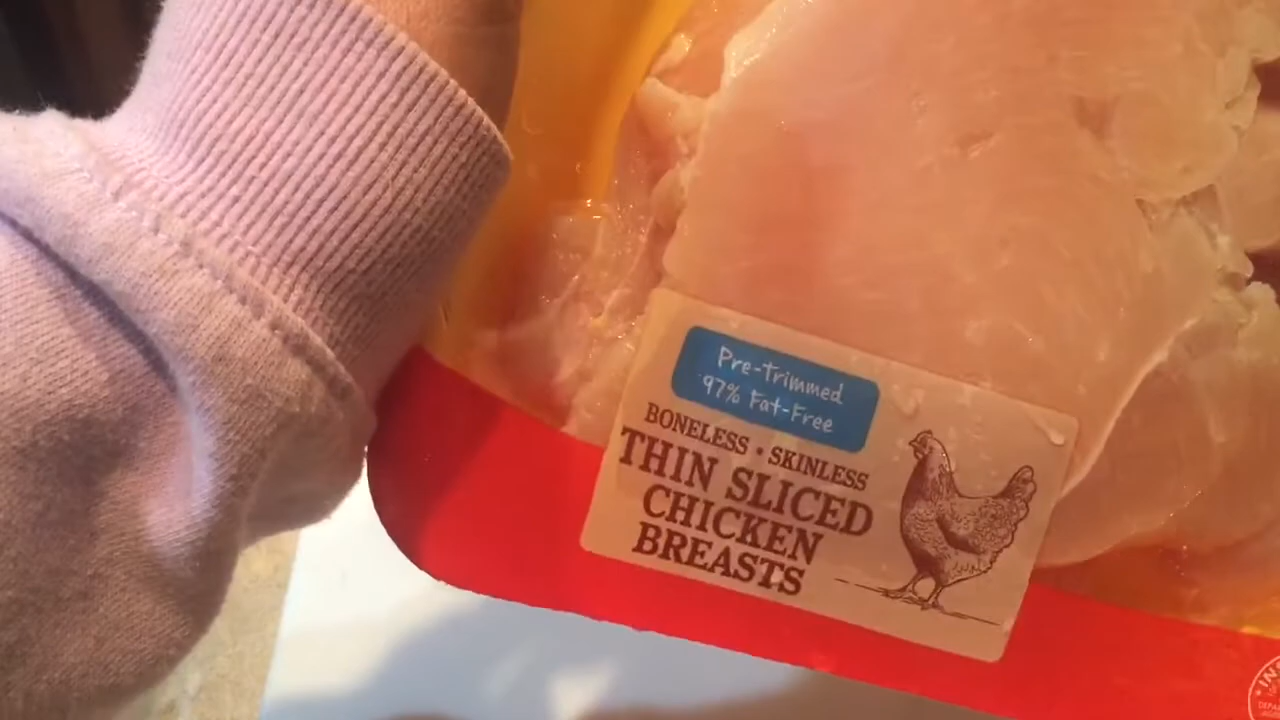 Pre-Trimmed
97% Fat-Free
BONELESS • SKINLESS
THIN SLICED
CHICKEN
BREASTS